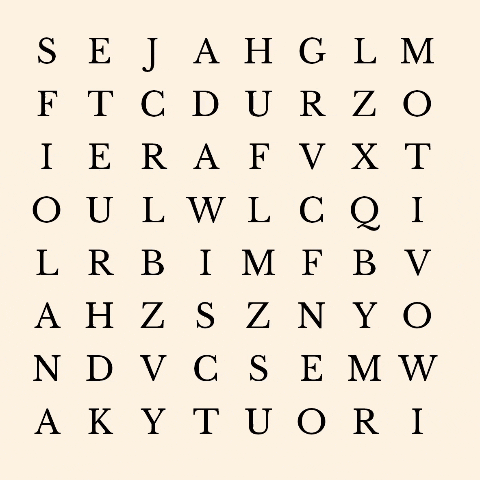 S E J A H G L M
F T C D U R Z O
I E R A F V X T
O U L W L C Q I
L R B I M F B V
A H Z S Z N Y O
N D V C S E M W
A K Y T U O R I